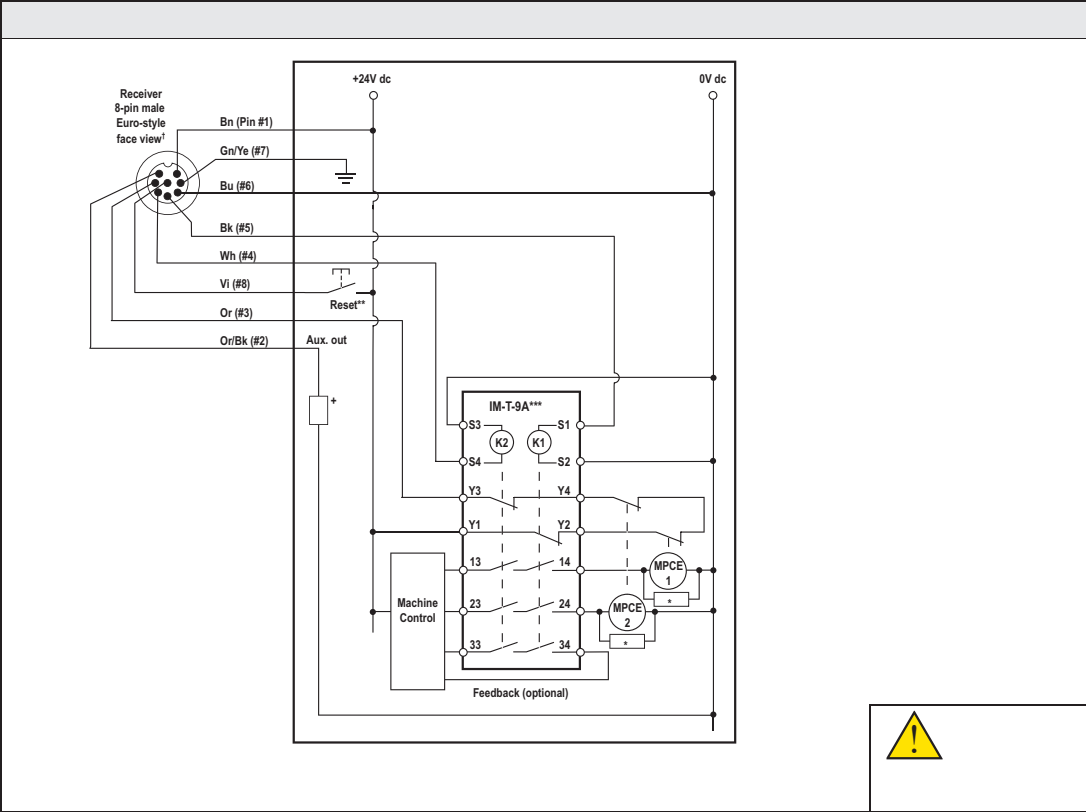 +24V dc
0V dc
Receiver
8-pin male
Euro-style
face view†
Bn (Pin #1)
Gn/Ye (#7)
Bu (#6)
Bk (#5)
Wh (#4)
Vi (#8)
Reset**
Or (#3)
Or/Bk (#2)
Aux. out
+
IM-T-9A***
S3
S1
K2
K1
S4
S2
Y3
Y4
Y1
Y2
13
14
MPCE
1
*
Machine
Control
23
24
MPCE
2
*
33
34
Feedback (optional)
!